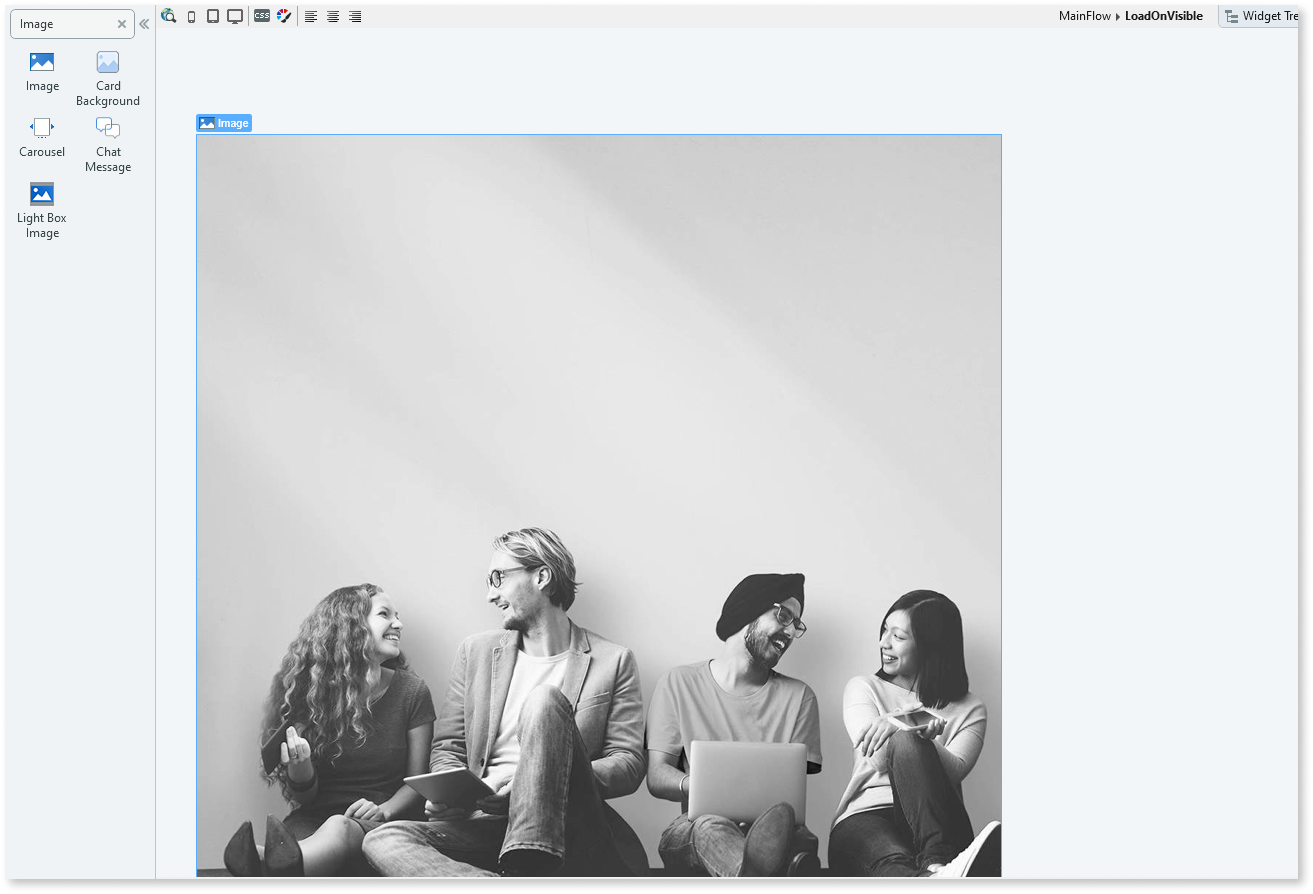 Image
CSS
MainFlow LoadOnVisible
Widget Tre
Image
Card
Background
Carousel
Chat
Message
Light Box
Image
Image